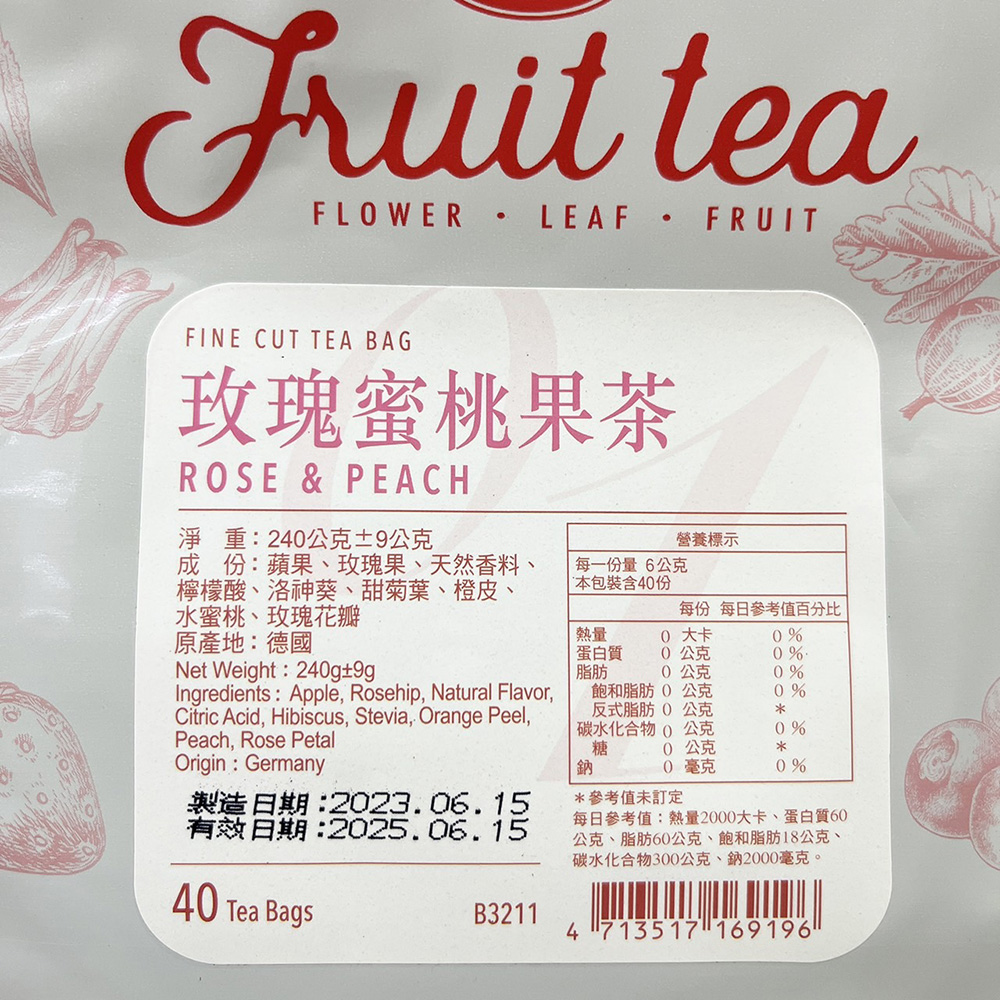 Fruit tea
FLOWER • LEAF • FRUIT
FINE CUT TEA BAG
玫瑰蜜桃果茶
ROSE & PEACH
淨　重：240公克±9公克
成　份：蘋果、玫瑰果、天然香料、
檸檬酸、洛神葵、甜菊葉、橙皮、
水蜜桃、玫瑰花瓣
原產地：德國
Net Weight：240g±9g
Ingredients：Apple, Rosehip, Natural Flavor,
Citric Acid, Hibiscus, Stevia, Orange Peel,
Peach, Rose Petal
Origin：Germany
製造日期:2023.06.15
有效日期:2025.06.15
40 Tea Bags
B3211
營養標示
每一份量 6公克
本包裝含40份
每份 每日參考值百分比
熱量 0 大卡 0 %
蛋白質 0 公克 0 %
脂肪 0 公克 0 %
飽和脂肪 0 公克 0 %
反式脂肪 0 公克 *
碳水化合物 0 公克 0 %
糖 0 公克 *
鈉 0 毫克 0 %
*參考值未訂定
每日參考值：熱量2000大卡、蛋白質60
公克、脂肪60公克、飽和脂肪18公克、
碳水化合物300公克、鈉2000毫克。
4 713517 169196
01